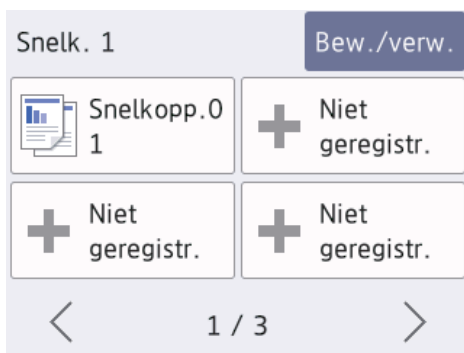 Snelk. 1
Bew./verw.
Snelkopp.0
1
Niet
geregistr.
Niet
geregistr.
Niet
geregistr.
1 / 3